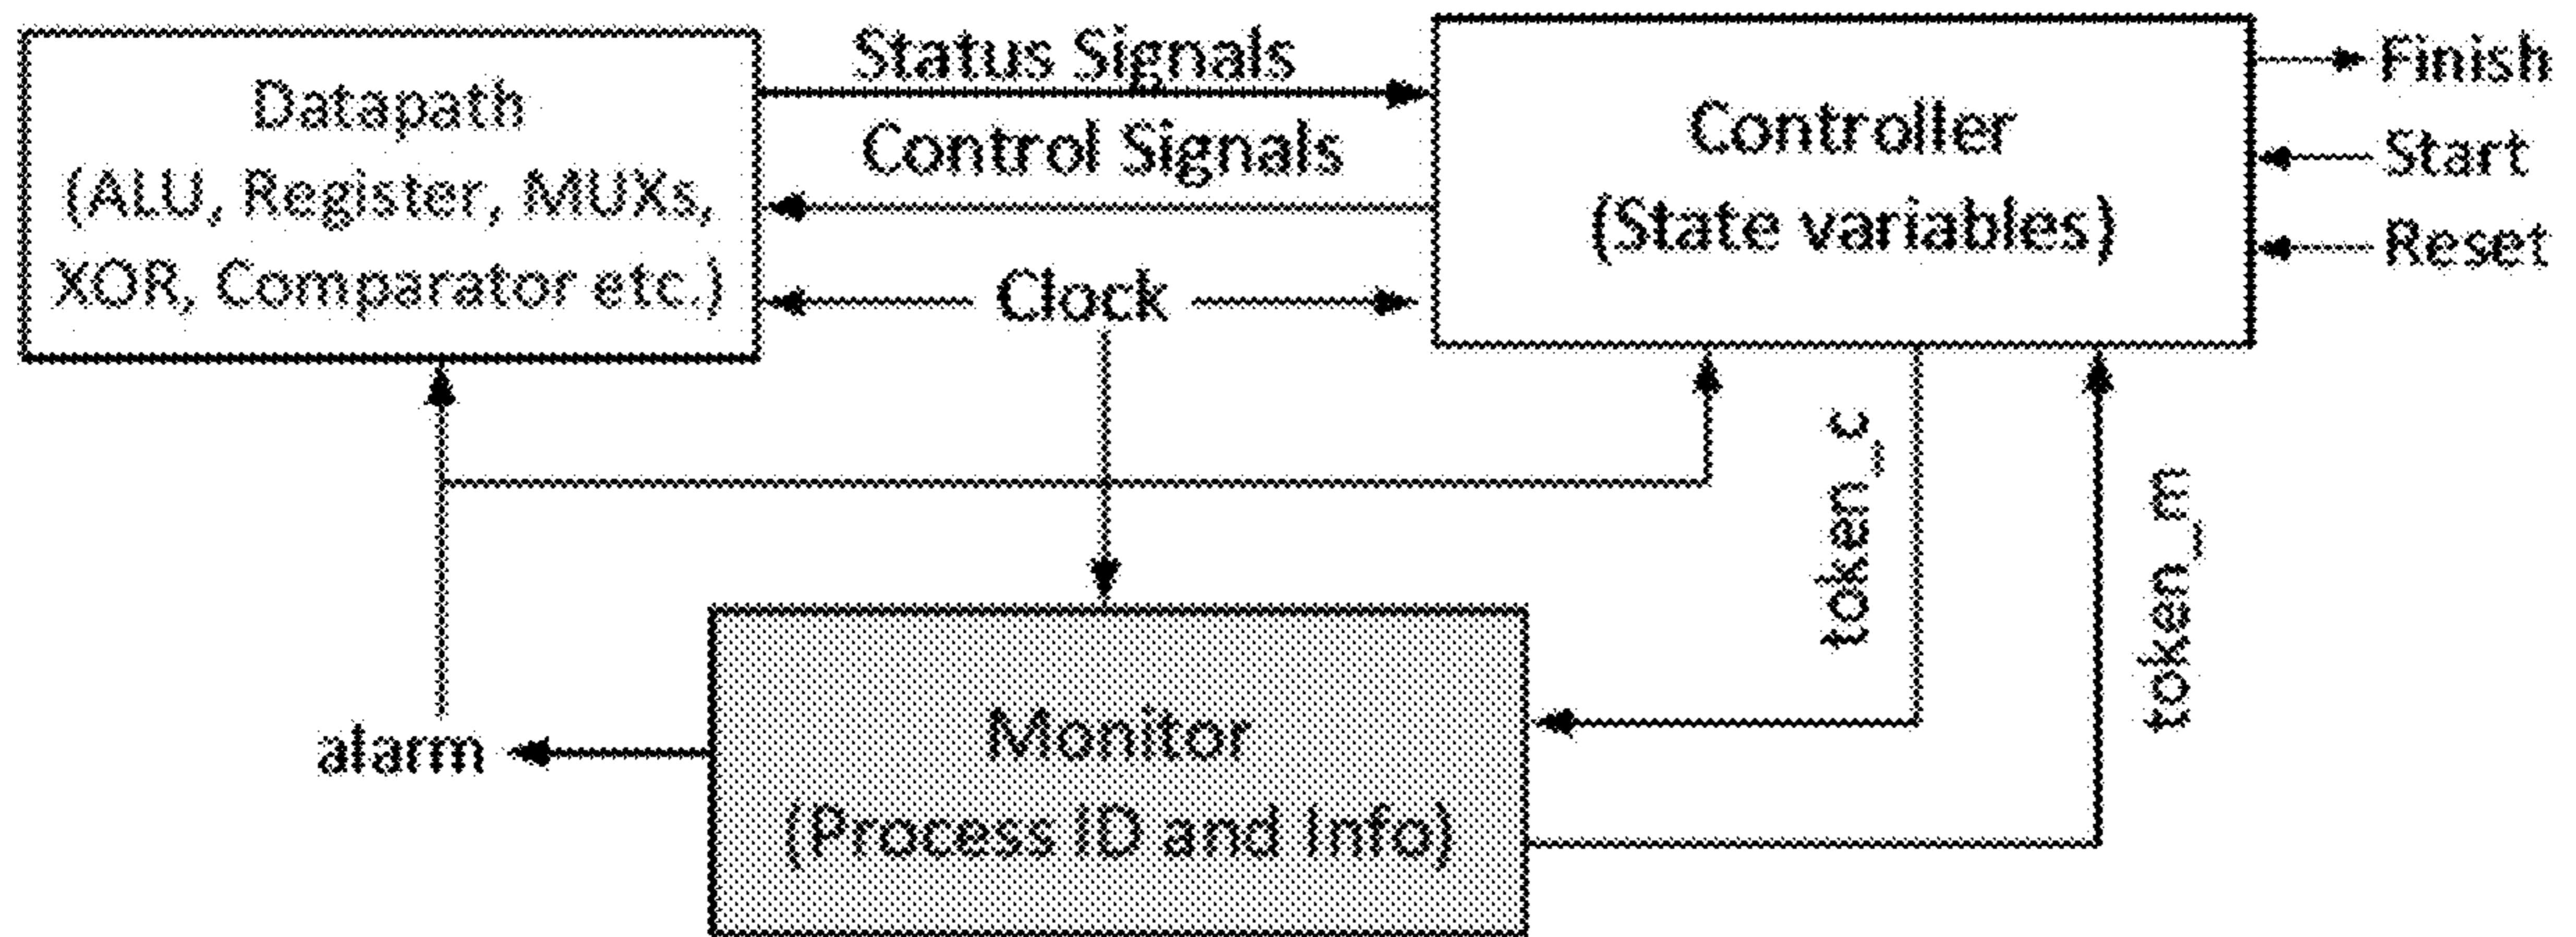 Datapath
(ALU, Register, MUXs,
XOR, Comparator etc.)
Status Signals
Control Signals
Clock
Controller
(State variables)
Finish
Start
Reset
token_c
token_m
alarm
Monitor
(Process ID and Info)